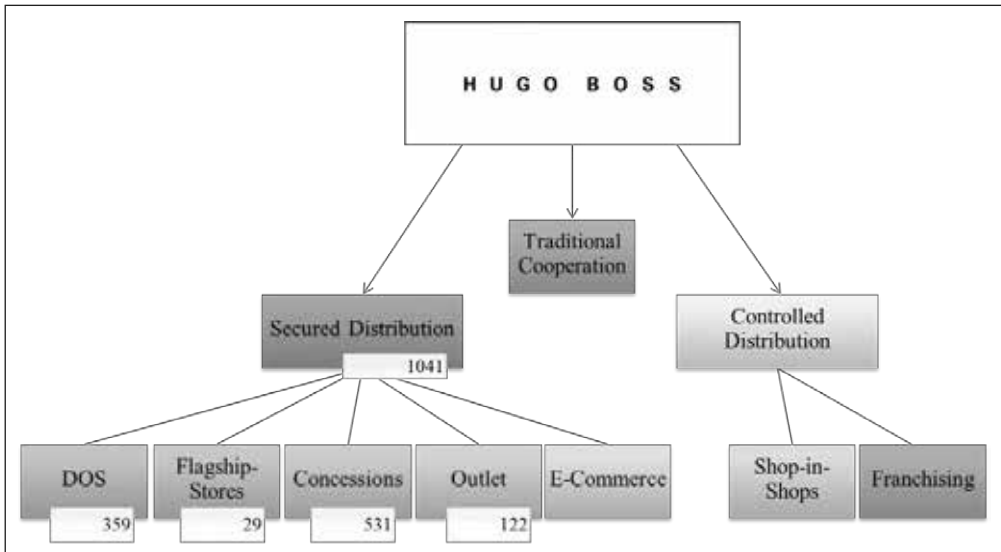 HUGO BOSS
Traditional
Cooperation
Secured Distribution
1041
Controlled
Distribution
DOS
359
Flagship-
Stores
29
Concessions
531
Outlet
122
E-Commerce
Shop-in-
Shops
Franchising